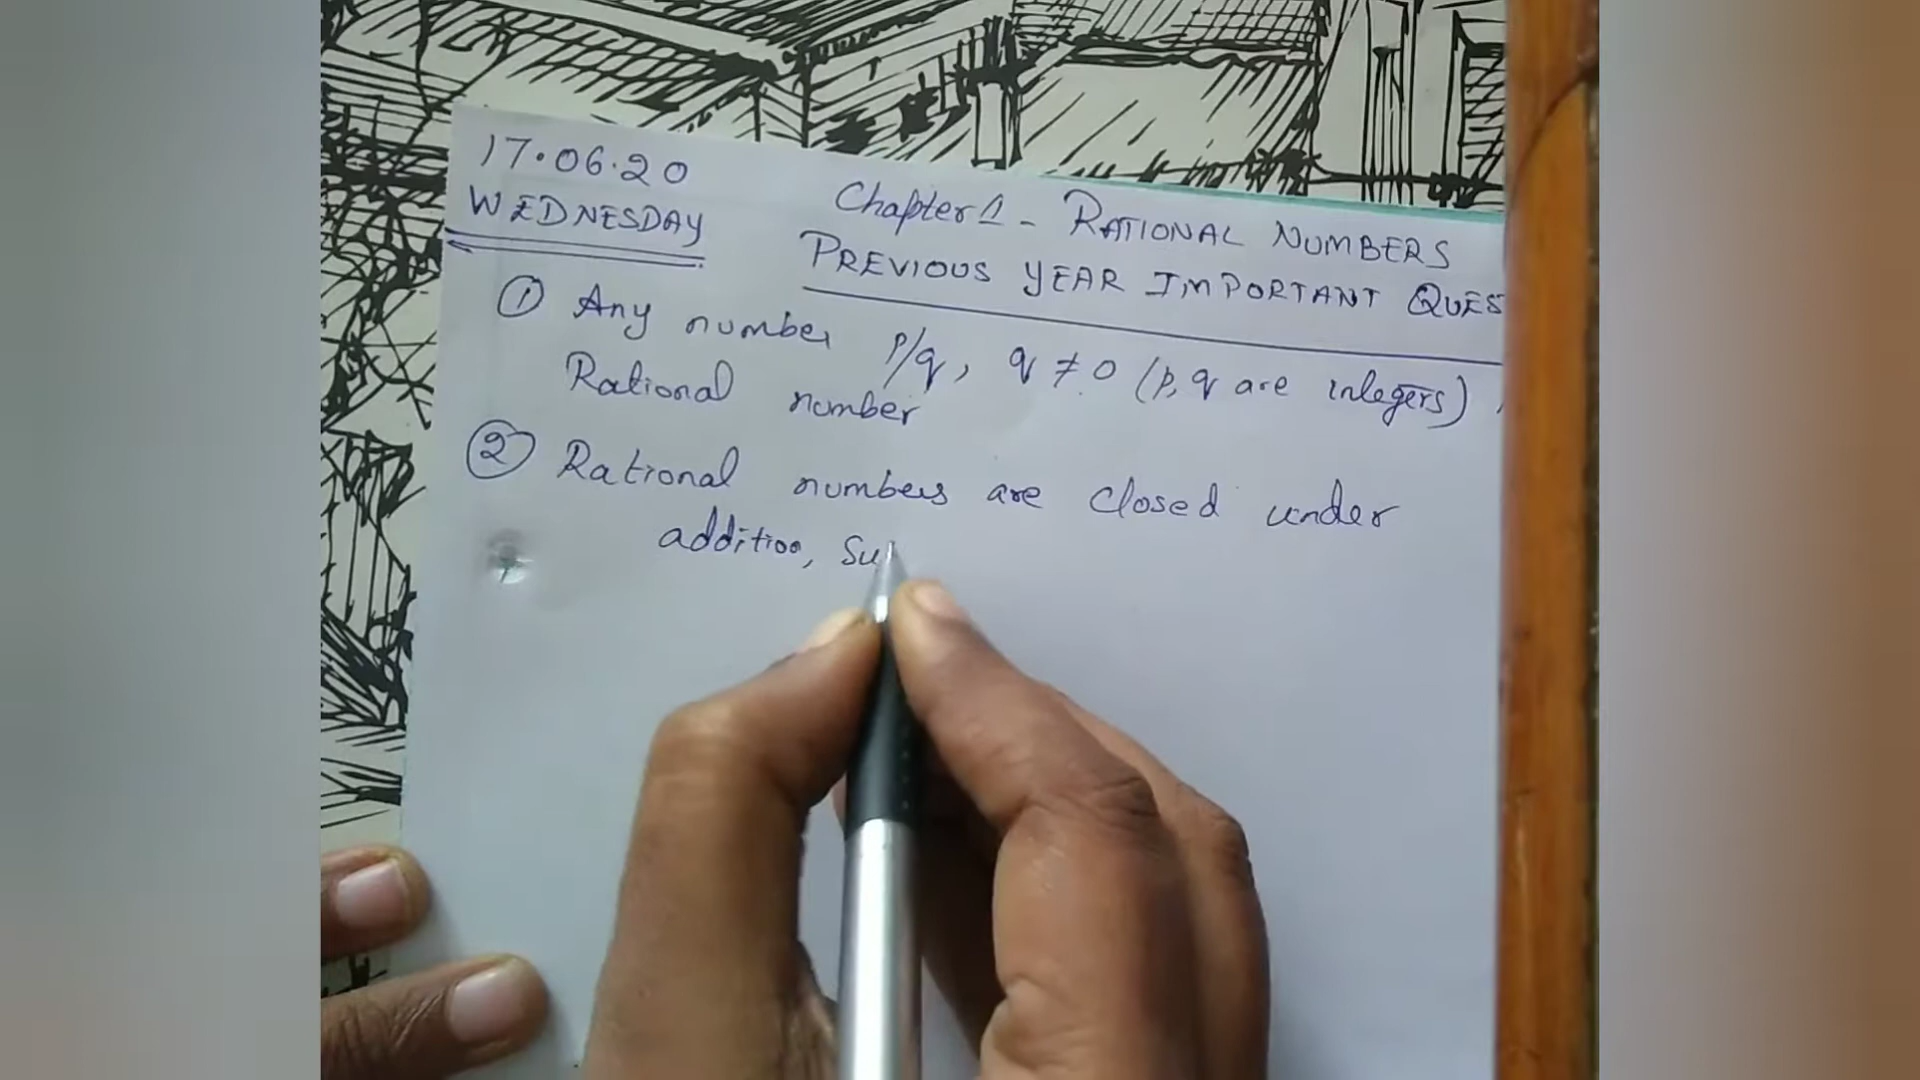 17.06.20
WEDNESDAY
Chapter 1 - RATIONAL NUMBERS
PREVIOUS YEAR IMPORTANT QUES
① Any number p/q, q ≠ 0 (p, q are integers)
Rational number
② Rational numbers are closed under
addition, Su